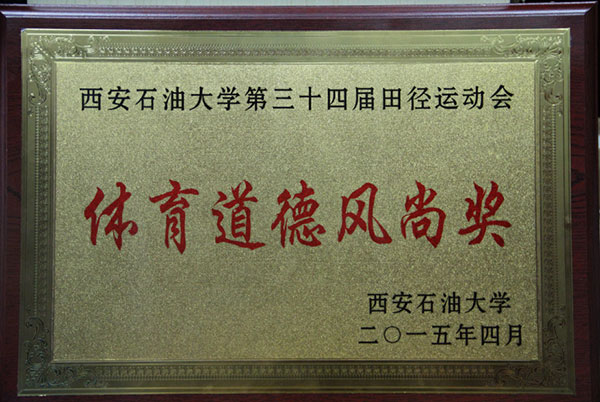 西安石油大学第三十四届田径运动会
体育道德风尚奖
西安石油大学
二〇一五年四月